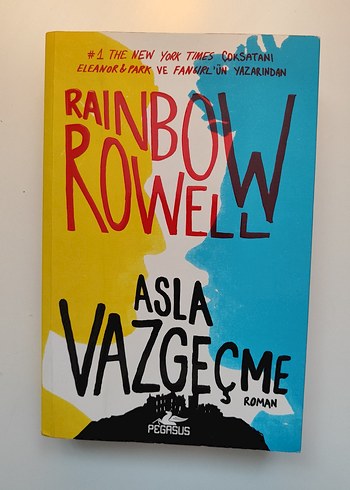 #1 THE NEW YORK TIMES ÇOKSATANI
ELEANOR & PARK VE FANGIRL'ÜN YAZARINDAN
RAINBOW
ROWELL
ASLA
VAZGEÇME
ROMAN
PEGASUS